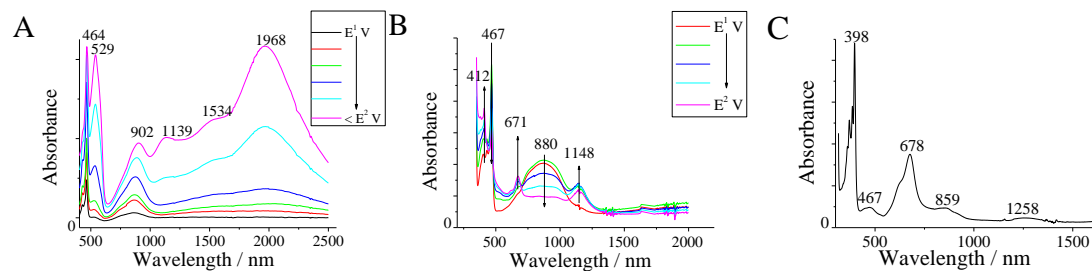 A
464
529
902
1139
1534
1968
E¹ V
< E² V
Absorbance
0
500
1000
1500
2000
2500
Wavelength / nm
B
467
412
671
880
1148
E¹ V
E² V
Absorbance
0
500
1000
1500
2000
Wavelength / nm
C
398
467
678
859
1258
Absorbance
0
500
1000
1500
Wavelength / nm